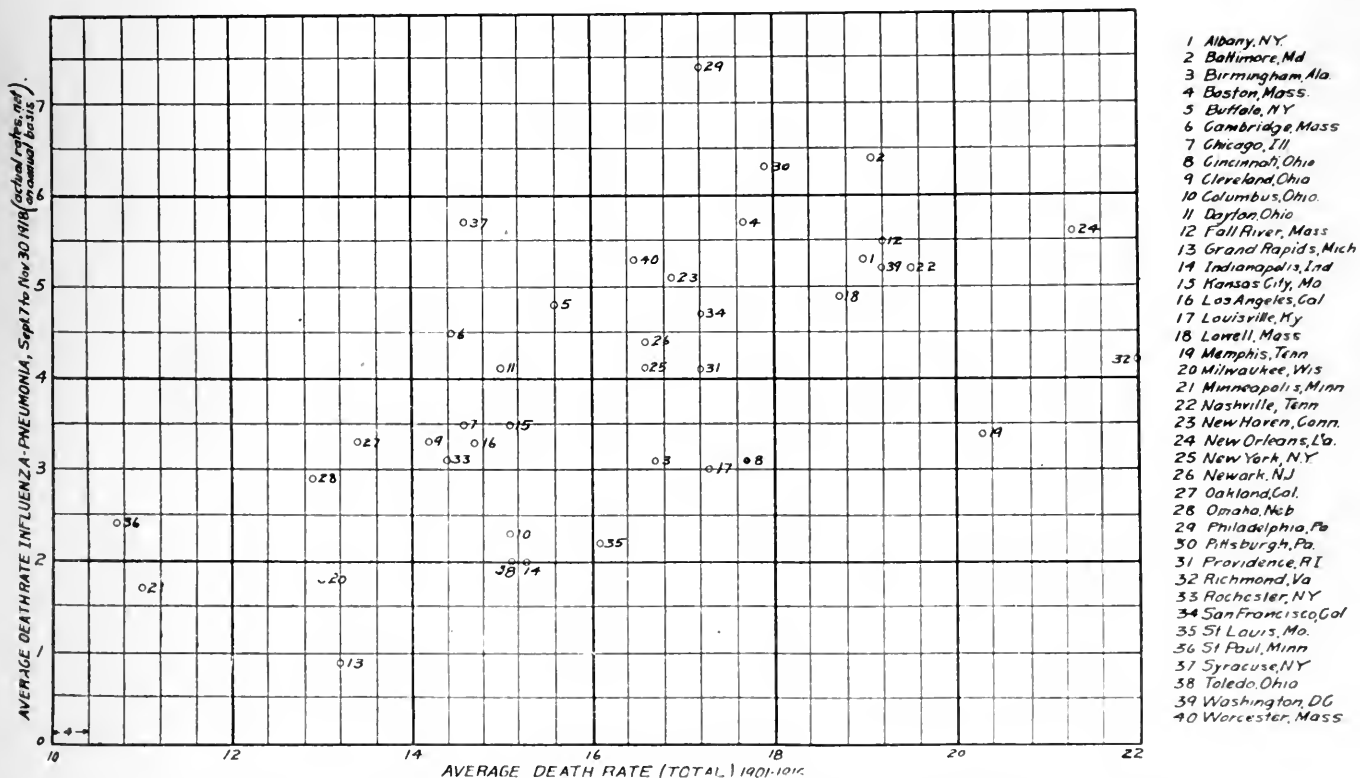 AVERAGE DEATH RATE INFLUENZA-PNEUMONIA, Sept. 7 to Nov 30 1918 (actual rates, not
on annual basis)
7
6
5
4
3
2
1
0
29
2
30
37
4
24
12
40
1
39
22
23
18
5
34
6
26
32
11
25
31
7
15
27
9
16
19
33
3
8
17
28
36
10
35
38
14
20
21
13
.4
10
12
14
16
18
20
22
AVERAGE DEATH RATE (TOTAL) 1901-1916
1 Albany, N.Y.
2 Baltimore, Md
3 Birmingham, Ala.
4 Boston, Mass.
5 Buffalo, NY
6 Cambridge, Mass
7 Chicago, Ill
8 Cincinnati, Ohio
9 Cleveland, Ohio
10 Columbus, Ohio.
11 Dayton, Ohio
12 Fall River, Mass
13 Grand Rapids, Mich
14 Indianapolis, Ind
15 Kansas City, Mo
16 Los Angeles, Cal
17 Louisville, Ky
18 Lowell, Mass
19 Memphis, Tenn
20 Milwaukee, Wis
21 Minneapolis, Minn
22 Nashville, Tenn
23 New Haven, Conn.
24 New Orleans, La.
25 New York, N.Y
26 Newark, NJ
27 Oakland, Cal.
28 Omaha, Neb
29 Philadelphia, Pa
30 Pittsburgh, Pa.
31 Providence, R I
32 Richmond, Va
33 Rochester, NY
34 San Francisco, Cal
35 St Louis, Mo.
36 St Paul, Minn
37 Syracuse, NY
38 Toledo, Ohio
39 Washington, DC
40 Worcester, Mass